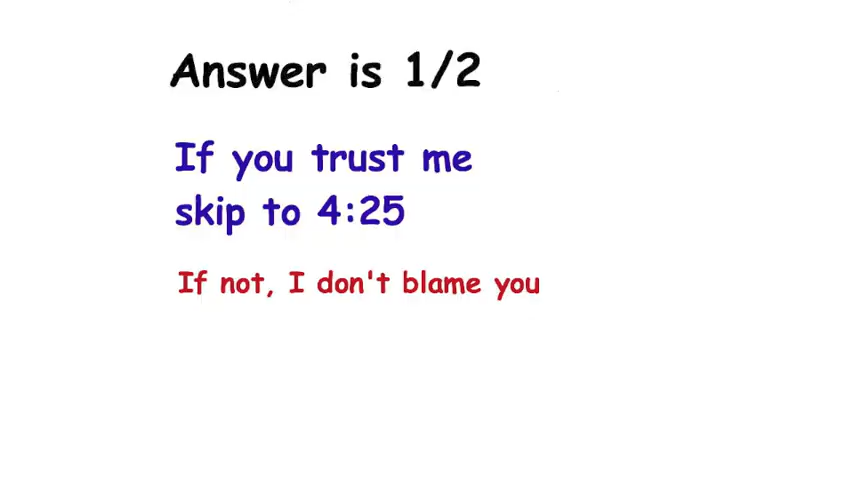 Answer is 1/2
If you trust me
skip to 4:25
If not, I don't blame you